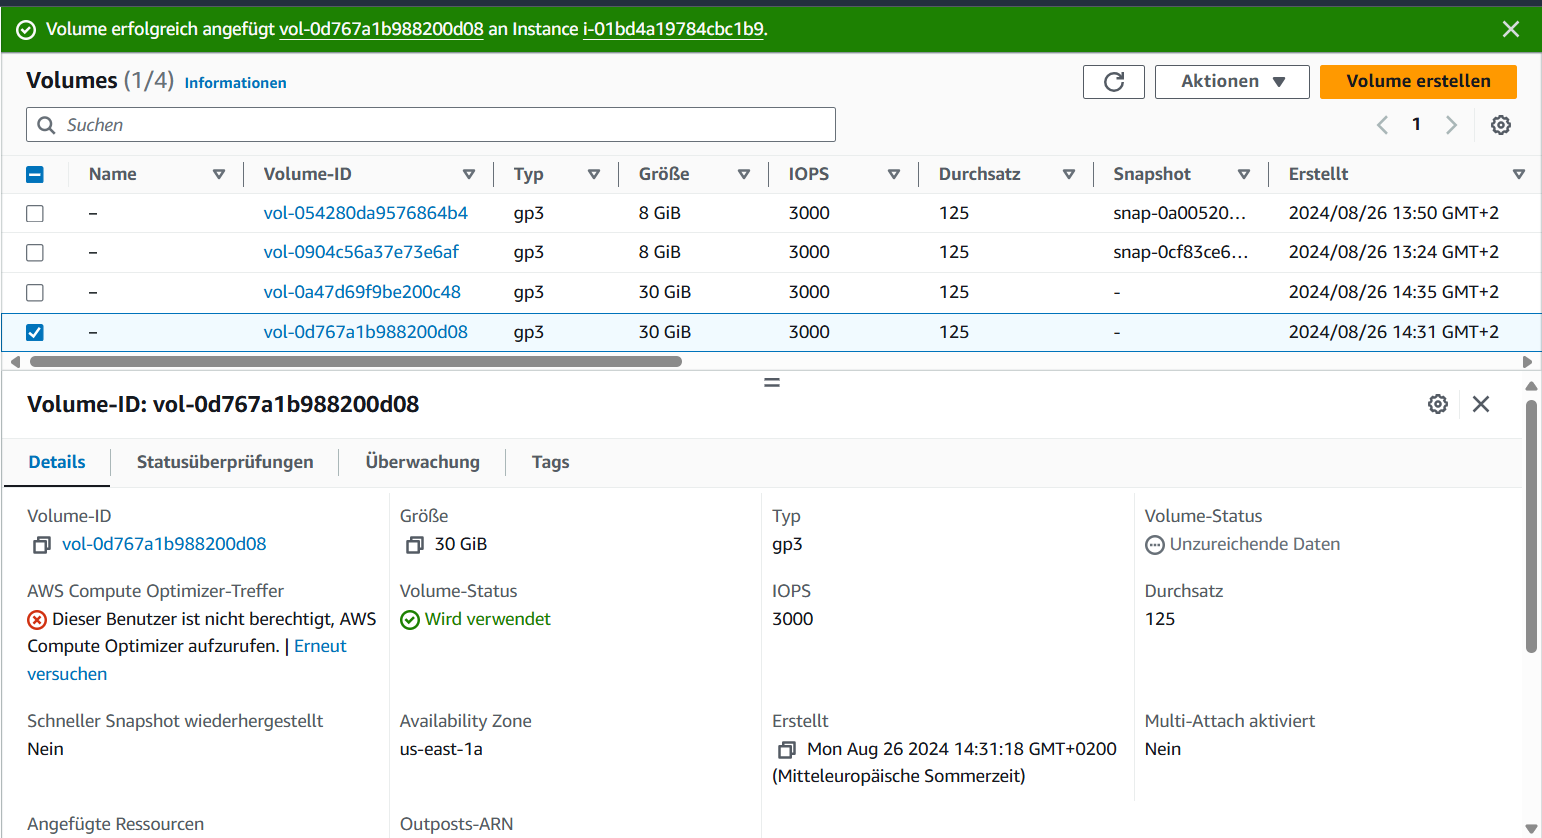 Volume erfolgreich angefügt vol-0d767a1b988200d08 an Instance i-01bd4a19784cbc1b9.
Volumes (1/4) Informationen
Aktionen
Volume erstellen
Suchen
1
Name Volume-ID Typ Größe IOPS Durchsatz Snapshot Erstellt
– vol-054280da9576864b4 gp3 8 GiB 3000 125 snap-0a00520... 2024/08/26 13:50 GMT+2
– vol-0904c56a37e73e6af gp3 8 GiB 3000 125 snap-0cf83ce6... 2024/08/26 13:24 GMT+2
– vol-0a47d69f9be200c48 gp3 30 GiB 3000 125 - 2024/08/26 14:35 GMT+2
– vol-0d767a1b988200d08 gp3 30 GiB 3000 125 - 2024/08/26 14:31 GMT+2
Volume-ID: vol-0d767a1b988200d08
Details Statusüberprüfungen Überwachung Tags
Volume-ID
vol-0d767a1b988200d08
Größe
30 GiB
Typ
gp3
Volume-Status
Unzureichende Daten
AWS Compute Optimizer-Treffer
Dieser Benutzer ist nicht berechtigt, AWS
Compute Optimizer aufzurufen. | Erneut
versuchen
Volume-Status
Wird verwendet
IOPS
3000
Durchsatz
125
Schneller Snapshot wiederhergestellt
Nein
Availability Zone
us-east-1a
Erstellt
Mon Aug 26 2024 14:31:18 GMT+0200
(Mitteleuropäische Sommerzeit)
Multi-Attach aktiviert
Nein
Angefügte Ressourcen
Outposts-ARN